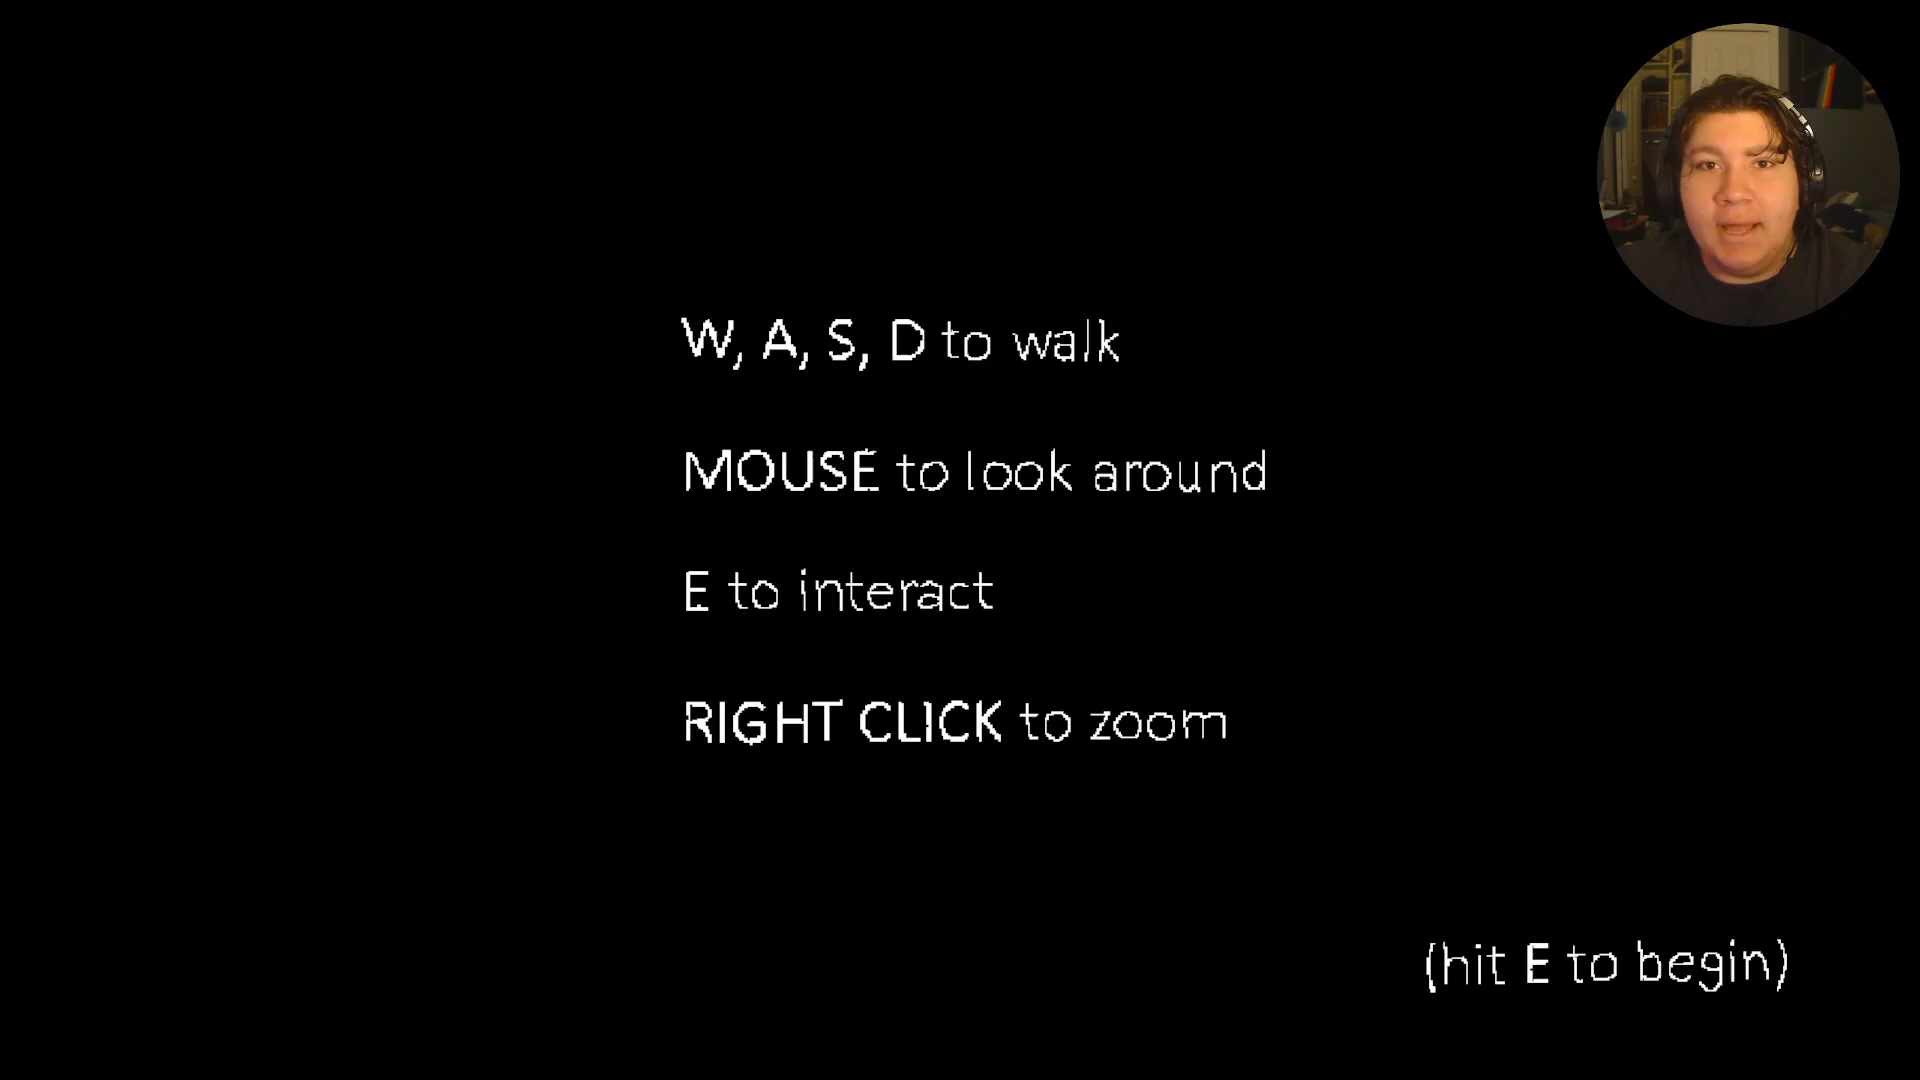 W, A, S, D to walk
MOUSE to look around
E to interact
RIGHT CLICK to zoom
(hit E to begin)